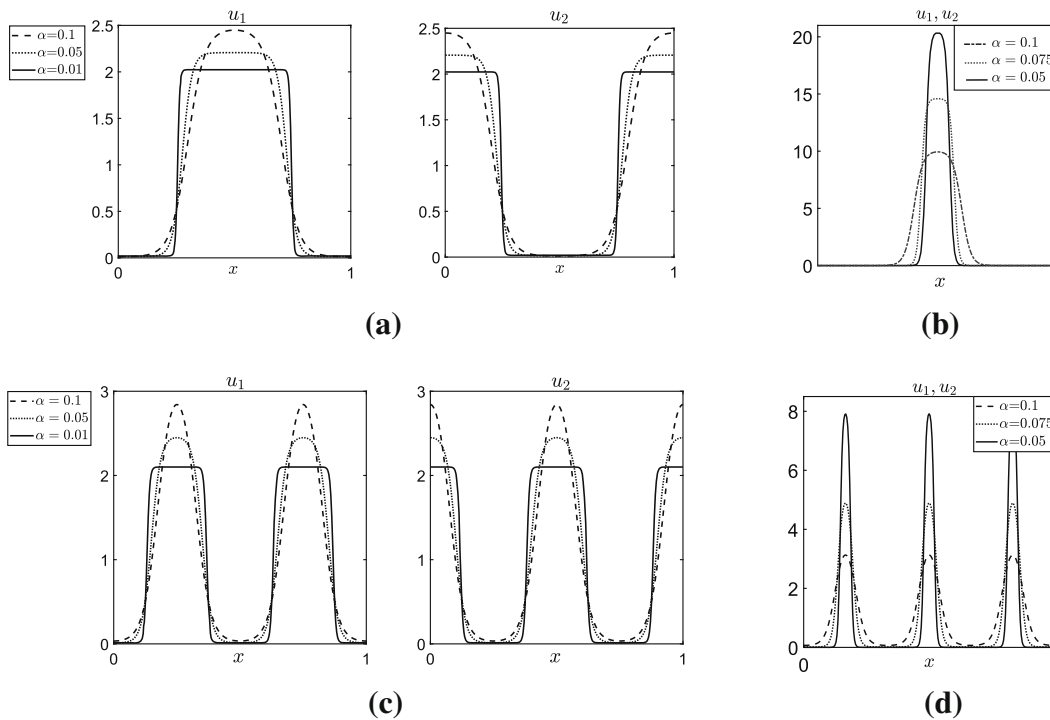 u₁
α=0.1
α=0.05
α=0.01
2.5
2
1.5
1
0.5
0
0
x
1
u₂
2.5
2
1.5
1
0.5
0
0
x
1
(a)
u₁, u₂
α = 0.1
α = 0.075
α = 0.05
20
15
10
5
0
x
(b)
u₁
α = 0.1
α = 0.05
α = 0.01
3
2
1
0
0
x
1
u₂
3
2
1
0
0
x
1
(c)
u₁, u₂
α=0.1
α=0.075
α=0.05
8
6
4
2
0
0
x
(d)